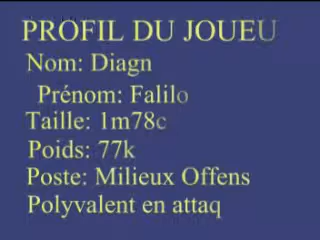 PROFIL DU JOUEU
Nom: Diagn
Prénom: Falilo
Taille: 1m78c
Poids: 77k
Poste: Milieux Offens
Polyvalent en attaq